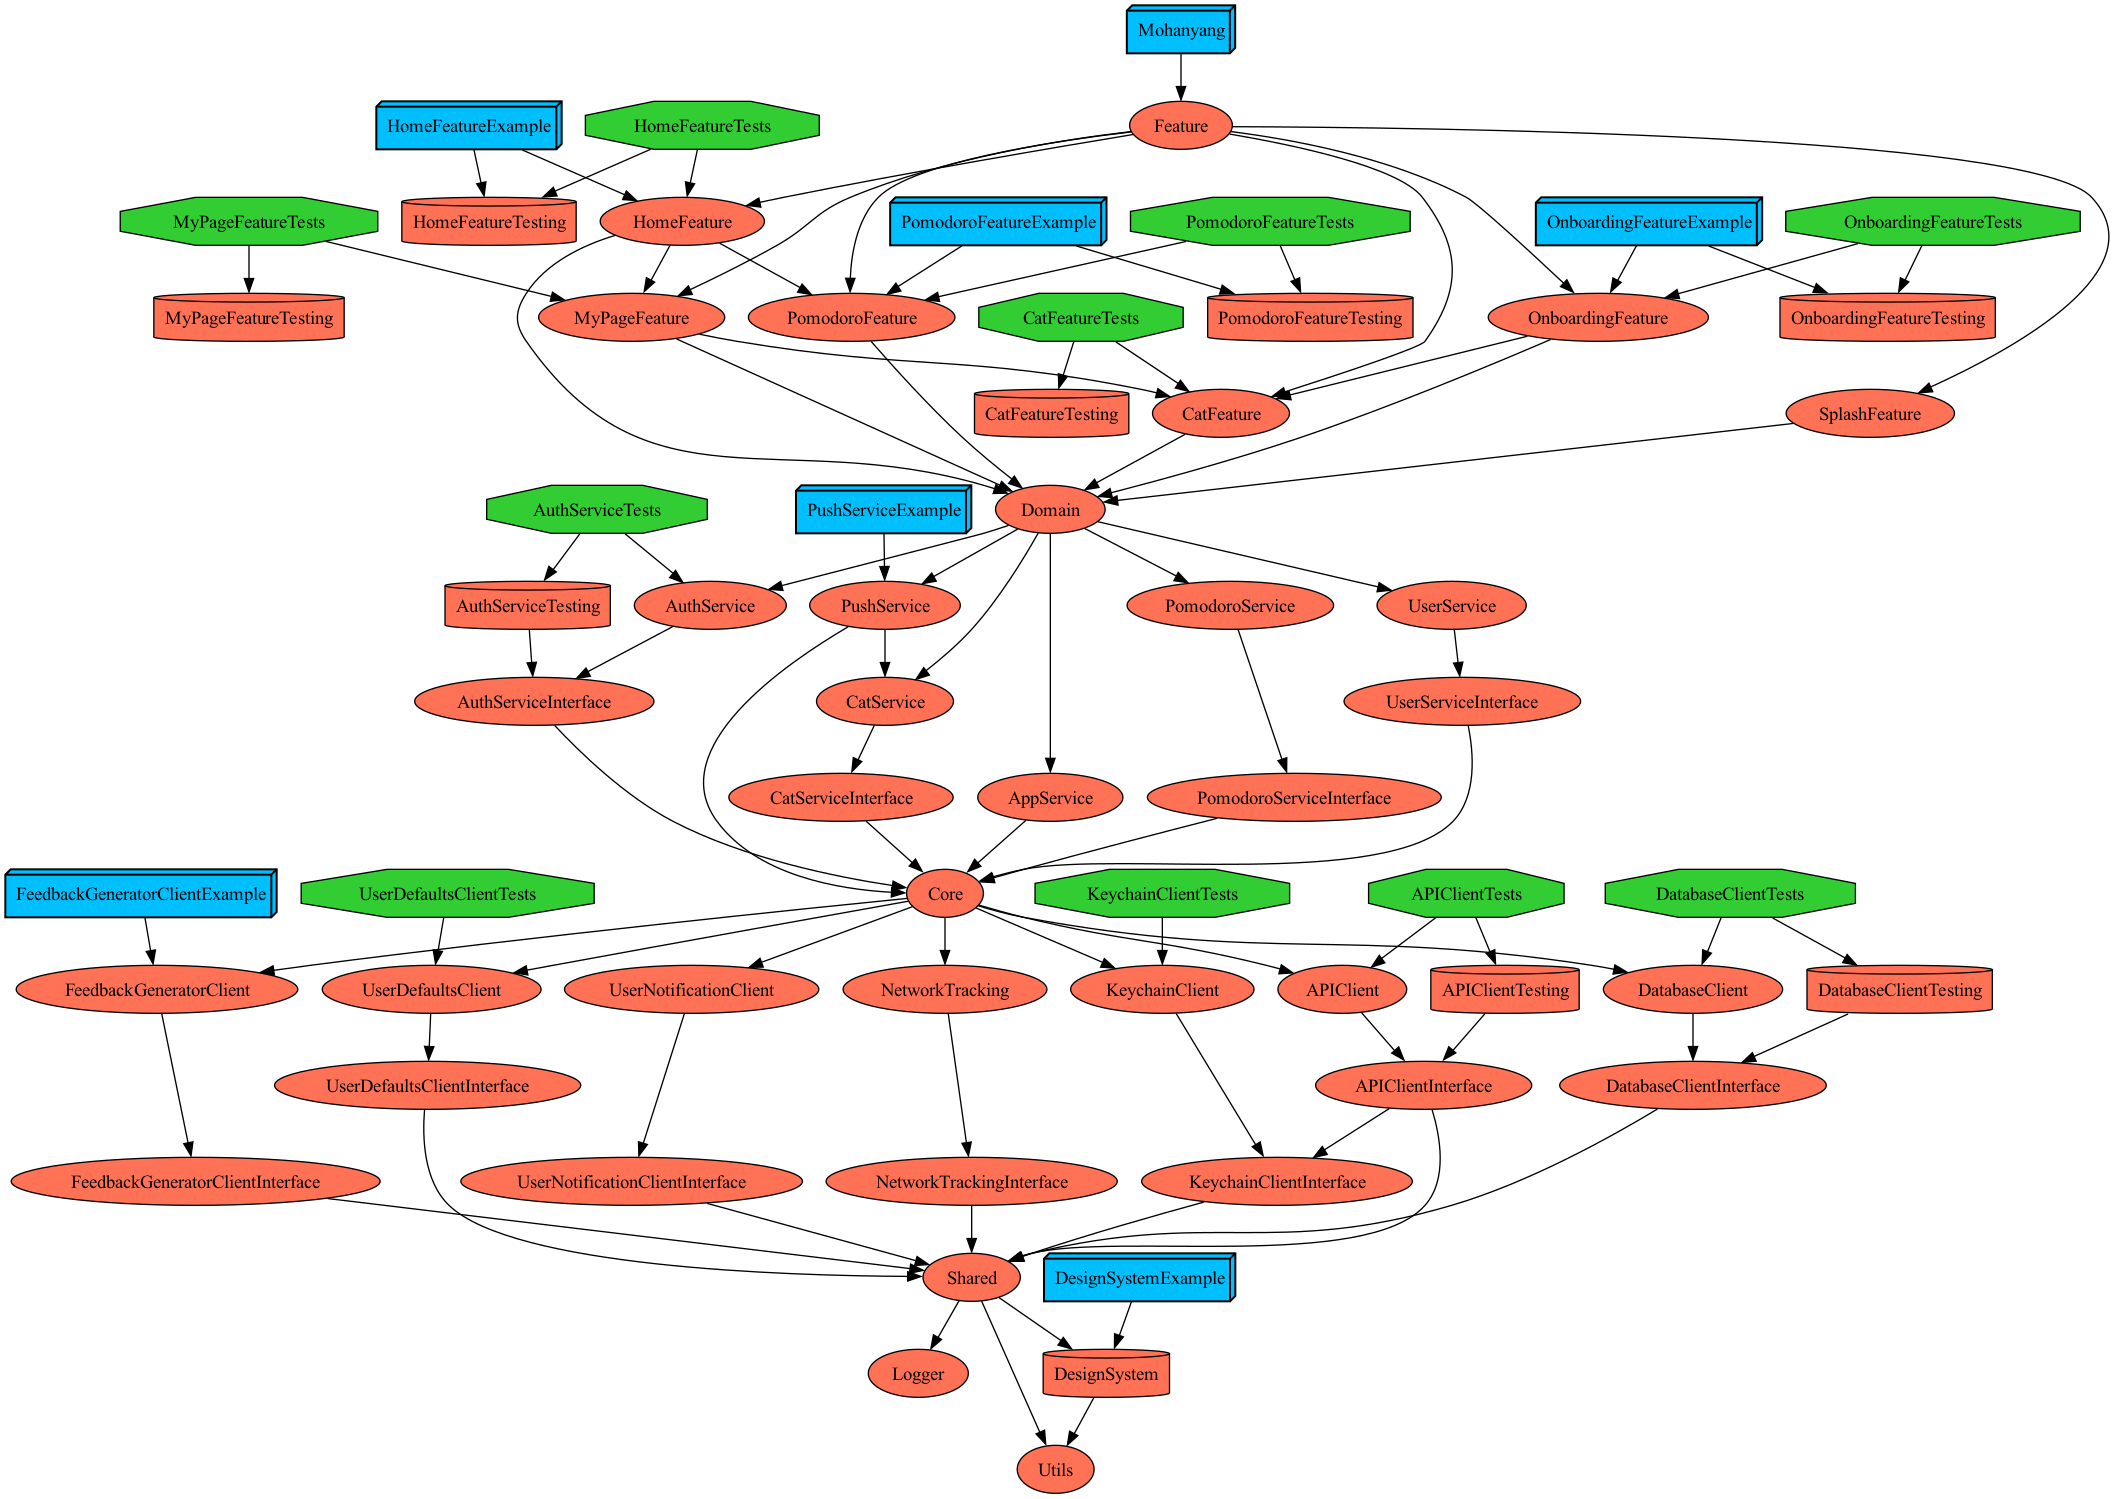 Mohanyang
HomeFeatureExample
HomeFeatureTests
Feature
MyPageFeatureTests
HomeFeatureTesting
HomeFeature
PomodoroFeatureExample
PomodoroFeatureTests
OnboardingFeatureExample
OnboardingFeatureTests
MyPageFeatureTesting
MyPageFeature
PomodoroFeature
CatFeatureTests
PomodoroFeatureTesting
OnboardingFeature
OnboardingFeatureTesting
CatFeatureTesting
CatFeature
SplashFeature
AuthServiceTests
PushServiceExample
Domain
AuthServiceTesting
AuthService
PushService
PomodoroService
UserService
AuthServiceInterface
CatService
UserServiceInterface
CatServiceInterface
AppService
PomodoroServiceInterface
FeedbackGeneratorClientExample
UserDefaultsClientTests
Core
KeychainClientTests
APIClientTests
DatabaseClientTests
FeedbackGeneratorClient
UserDefaultsClient
UserNotificationClient
NetworkTracking
KeychainClient
APIClient
APIClientTesting
DatabaseClient
DatabaseClientTesting
UserDefaultsClientInterface
APIClientInterface
DatabaseClientInterface
FeedbackGeneratorClientInterface
UserNotificationClientInterface
NetworkTrackingInterface
KeychainClientInterface
Shared
DesignSystemExample
Logger
DesignSystem
Utils